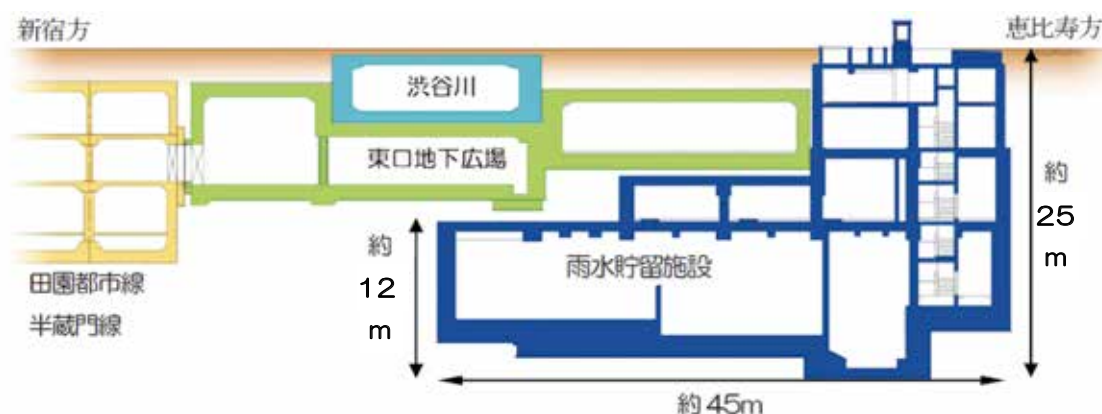 新宿方
恵比寿方
渋谷川
東口地下広場
雨水貯留施設
田園都市線
半蔵門線
約
12
m
約
25
m
約45m